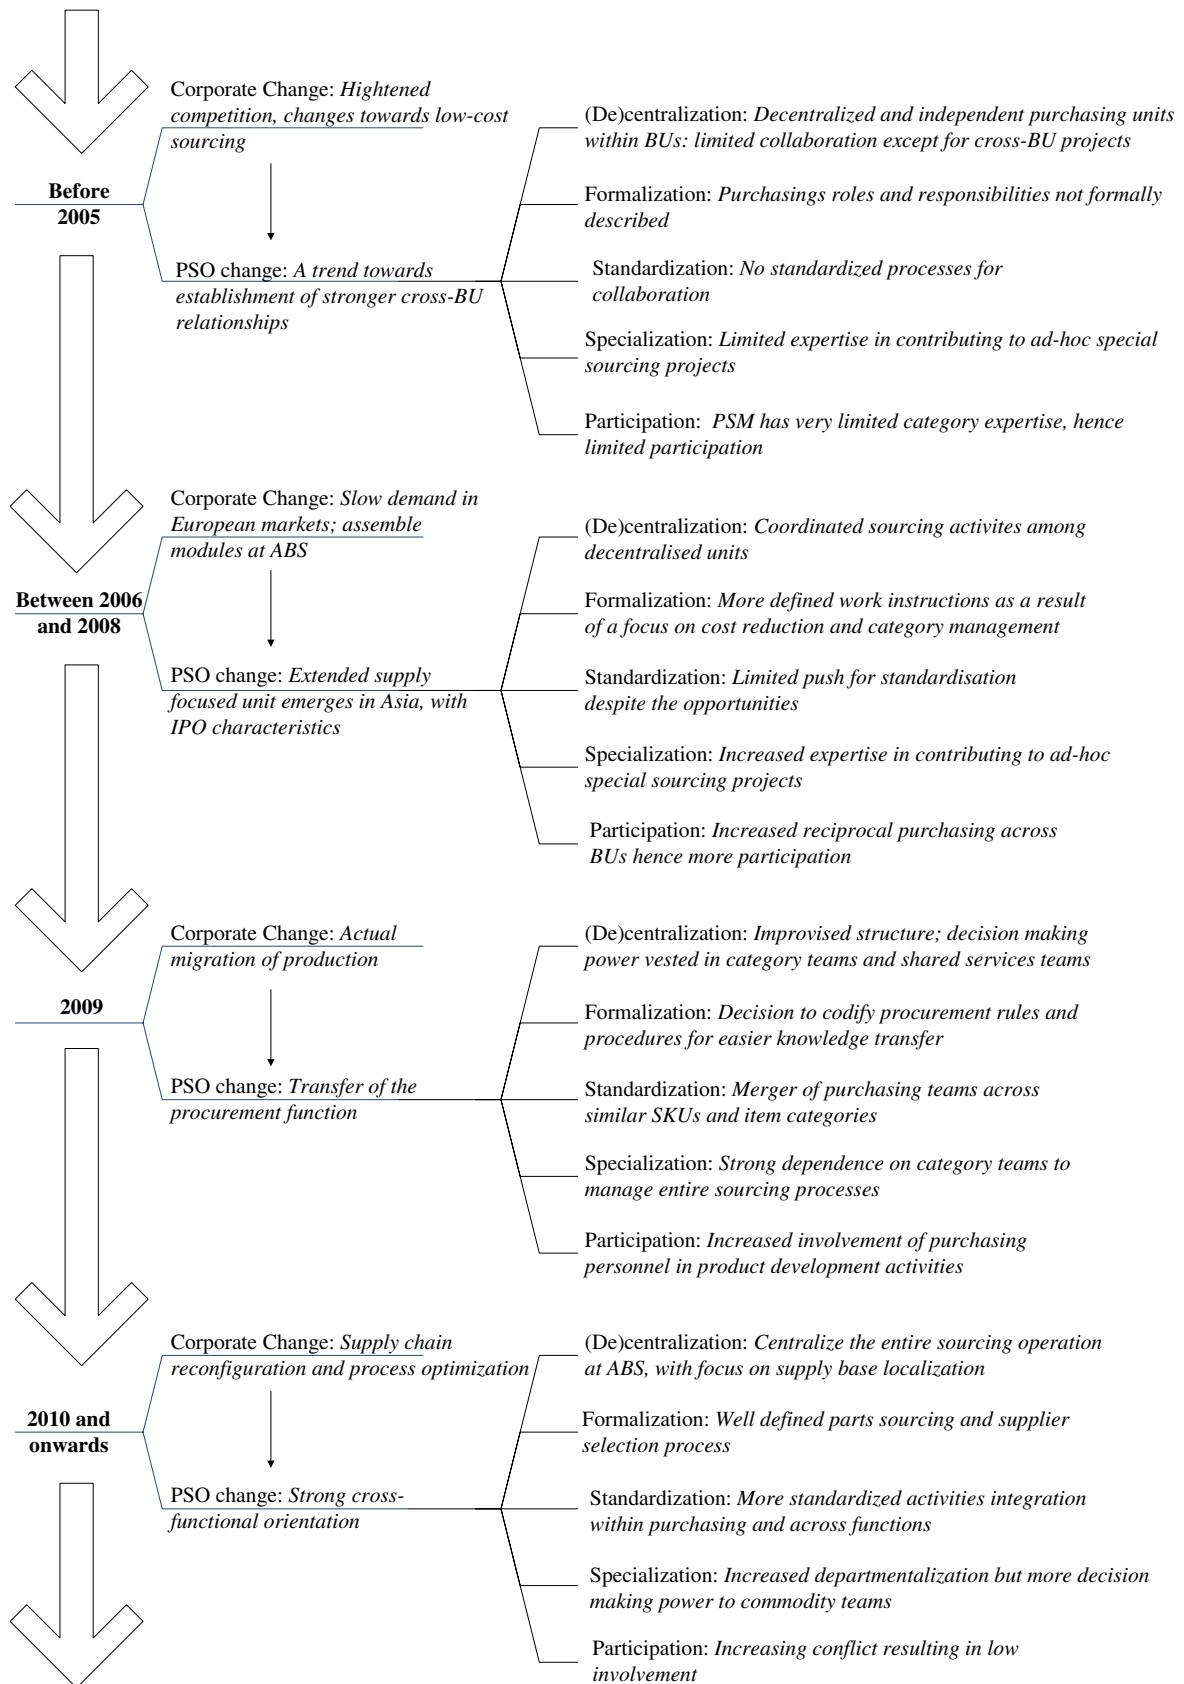 Corporate Change: Hightened
competition, changes towards low-cost
sourcing
(De)centralization: Decentralized and independent purchasing units
within BUs: limited collaboration except for cross-BU projects
Before
2005
Formalization: Purchasings roles and responsibilities not formally
described
PSO change: A trend towards
establishment of stronger cross-BU
relationships
Standardization: No standardized processes for
collaboration
Specialization: Limited expertise in contributing to ad-hoc special
sourcing projects
Participation: PSM has very limited category expertise, hence
limited participation
Corporate Change: Slow demand in
European markets; assemble
modules at ABS
(De)centralization: Coordinated sourcing activites among
decentralised units
Between 2006
and 2008
Formalization: More defined work instructions as a result
of a focus on cost reduction and category management
PSO change: Extended supply
focused unit emerges in Asia, with
IPO characteristics
Standardization: Limited push for standardisation
despite the opportunities
Specialization: Increased expertise in contributing to ad-hoc
special sourcing projects
Participation: Increased reciprocal purchasing across
BUs hence more participation
Corporate Change: Actual
migration of production
(De)centralization: Improvised structure; decision making
power vested in category teams and shared services teams
2009
Formalization: Decision to codify procurement rules and
procedures for easier knowledge transfer
PSO change: Transfer of the
procurement function
Standardization: Merger of purchasing teams across
similar SKUs and item categories
Specialization: Strong dependence on category teams to
manage entire sourcing processes
Participation: Increased involvement of purchasing
personnel in product development activities
Corporate Change: Supply chain
reconfiguration and process optimization
(De)centralization: Centralize the entire sourcing operation
at ABS, with focus on supply base localization
2010 and
onwards
Formalization: Well defined parts sourcing and supplier
selection process
PSO change: Strong cross-
functional orientation
Standardization: More standardized activities integration
within purchasing and across functions
Specialization: Increased departmentalization but more decision
making power to commodity teams
Participation: Increasing conflict resulting in low
involvement